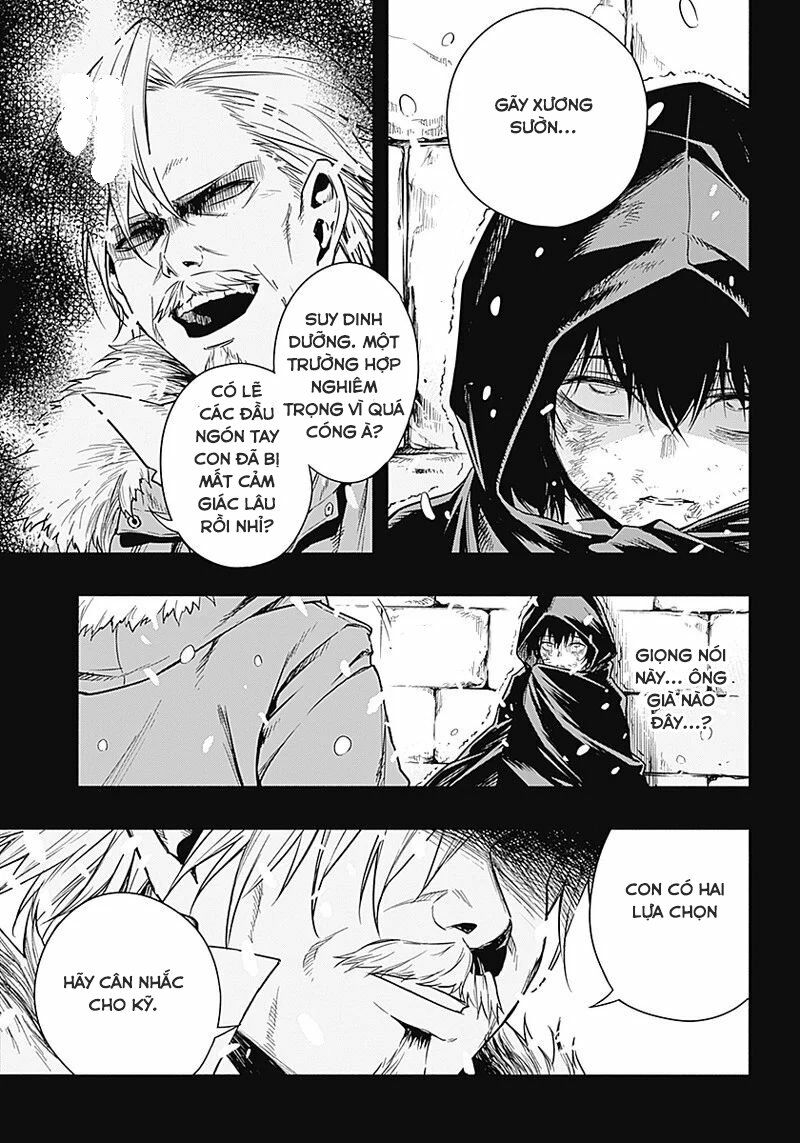 GÃY XƯƠNG
SƯỜN...
SUY DINH
DƯỠNG. MỘT
TRƯỜNG HỢP
NGHIÊM
TRỌNG VÌ QUÁ
CÓNG À?
CÓ LẼ
CÁC ĐẦU
NGÓN TAY
CON ĐÃ BỊ
MẤT CẢM
GIÁC LÂU
RỒI NHỈ?
GIỌNG NÓI
NÀY... ÔNG
GIÀ NÀO
ĐÂY...?
CON CÓ HAI
LỰA CHỌN
HÃY CÂN NHẮC
CHO KỸ.